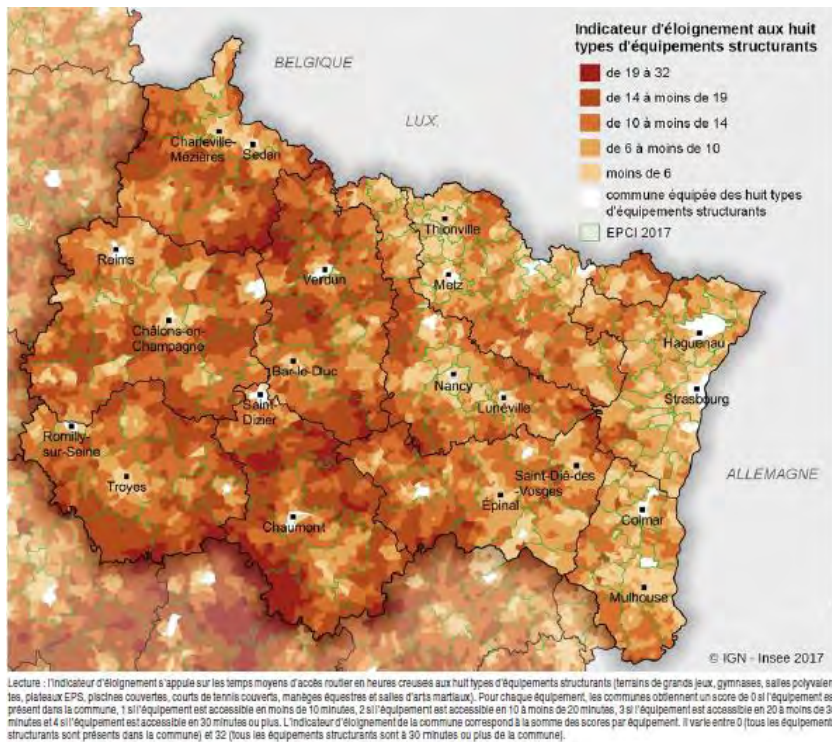 Indicateur d'éloignement aux huit
types d'équipements structurants
de 19 à 32
de 14 à moins de 19
de 10 à moins de 14
de 6 à moins de 10
moins de 6
commune équipée des huit types
d'équipements structurants
EPCI 2017
BELGIQUE
LUX.
Charleville-
Mézières
Sedan
Thionville
Reims
Verdun
Metz
Châlons-en-
Champagne
Haguenau
Bar-le-Duc
Nancy
Strasbourg
Saint-
Dizier
Lunéville
Romilly-
sur-Seine
ALLEMAGNE
Troyes
Saint-Dié-des
-Vosges
Épinal
Chaumont
Colmar
Mulhouse
© IGN - Insee 2017
Lecture : l'indicateur d'éloignement s'appuie sur les temps moyens d'accès routier en heures creuses aux huit types d'équipements structurants (terrains de grands jeux, gymnases, salles polyvalen-
tes, plateaux EPS, piscines couvertes, courts de tennis couverts, manèges équestres et salles d'arts martiaux). Pour chaque équipement, les communes obtiennent un score de 0 si l'équipement est
présent dans la commune, 1 si l'équipement est accessible en moins de 10 minutes, 2 si l'équipement est accessible en 10 à moins de 20 minutes, 3 si l'équipement est accessible en 20 à moins de 3
minutes et 4 si l'équipement est accessible en 30 minutes ou plus. L'indicateur d'éloignement de la commune correspond à la somme des scores par équipement. Il varie entre 0 (tous les équipements
structurants sont présents dans la commune) et 32 (tous les équipements structurants sont à 30 minutes ou plus de la commune).